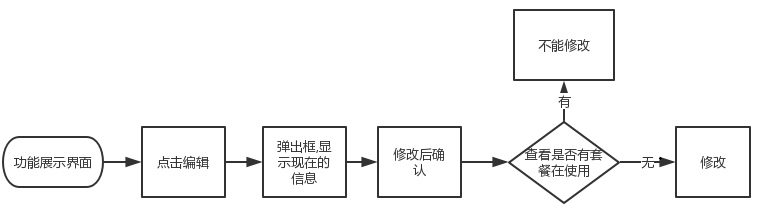 不能修改
有
功能展示界面
点击编辑
弹出框,显
示现在的
信息
修改后确
认
查看是否有套
餐在使用
无
修改